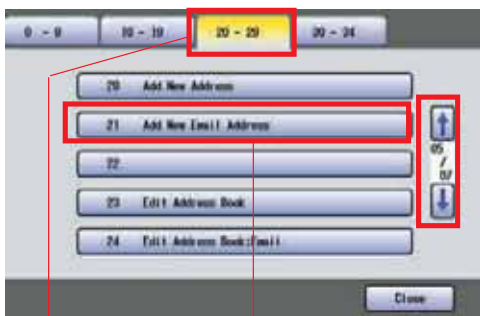 0 - 9 10 - 19 20 - 29 30 - 34
20 Add New Address
21 Add New Email Address
22
23 Edit Address Book
24 Edit Address Book:Email
05
/
07
Close